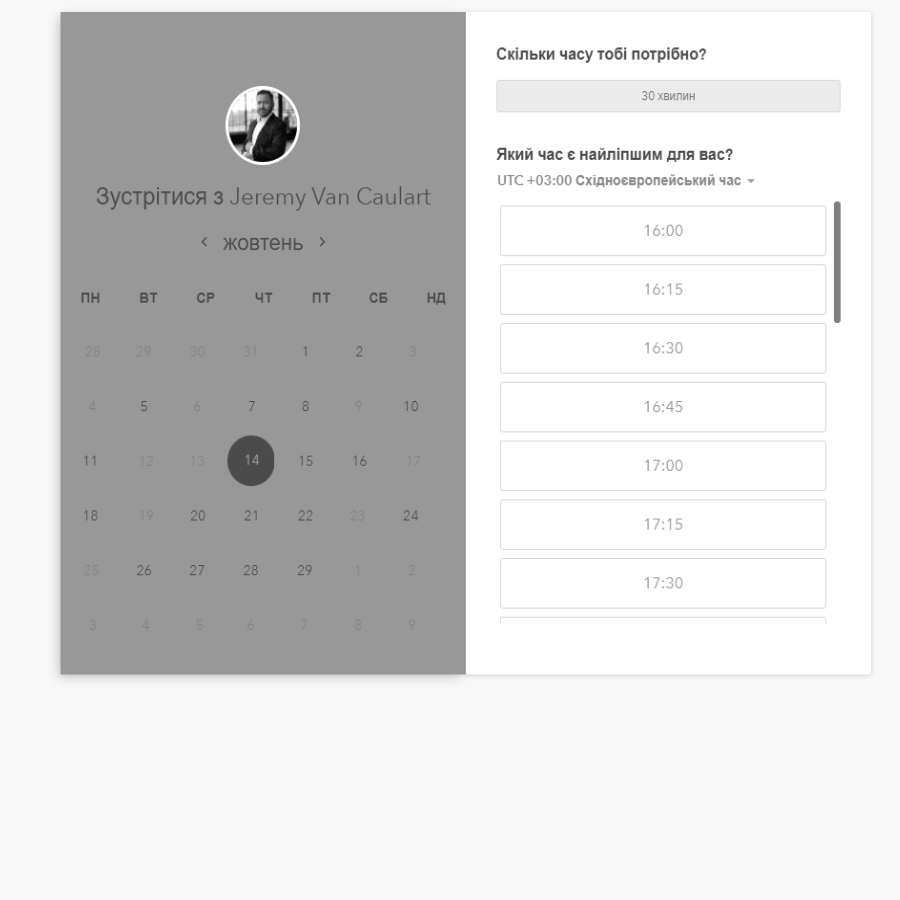 Зустрітися з Jeremy Van Caulart
жовтень
ПН ВТ СР ЧТ ПТ СБ НД
28 29 30 31 1 2 3
4 5 6 7 8 9 10
11 12 13 14 15 16 17
18 19 20 21 22 23 24
25 26 27 28 29 1 2
3 4 5 6 7 8 9
Скільки часу тобі потрібно?
30 хвилин
Який час є найліпшим для вас?
UTC +03:00 Східноєвропейський час
16:00
16:15
16:30
16:45
17:00
17:15
17:30